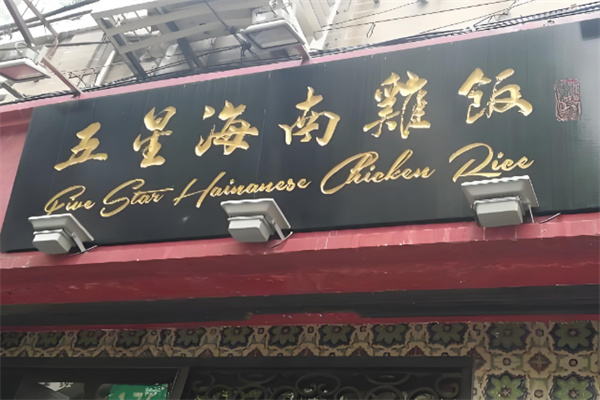 五星海南雞飯
Five Star Hainanese Chicken Rice